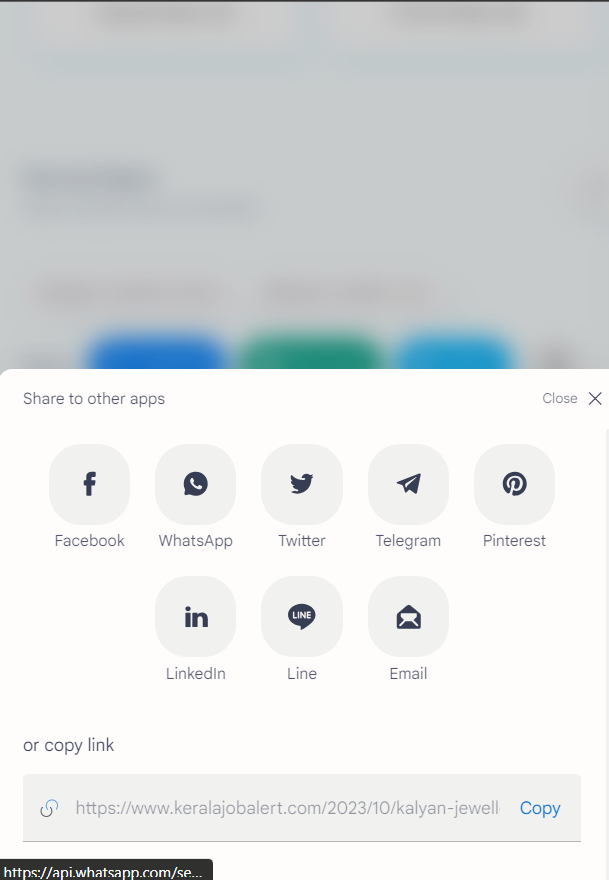 Share to other apps
Close
Facebook
WhatsApp
Twitter
Telegram
Pinterest
LinkedIn
LINE
Line
Email
or copy link
https://www.keralajobalert.com/2023/10/kalyan-jewell
Copy
https://api.whatsapp.com/se...